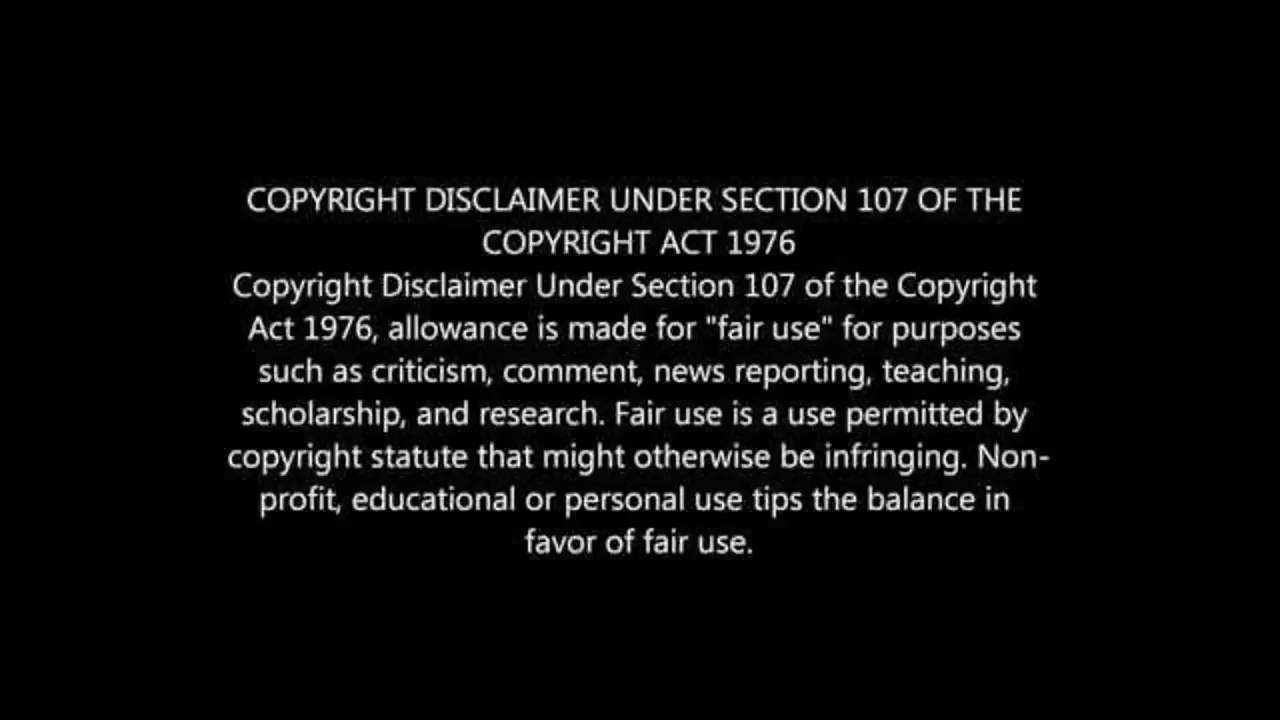 COPYRIGHT DISCLAIMER UNDER SECTION 107 OF THE
COPYRIGHT ACT 1976
Copyright Disclaimer Under Section 107 of the Copyright
Act 1976, allowance is made for "fair use" for purposes
such as criticism, comment, news reporting, teaching,
scholarship, and research. Fair use is a use permitted by
copyright statute that might otherwise be infringing. Non-
profit, educational or personal use tips the balance in
favor of fair use.